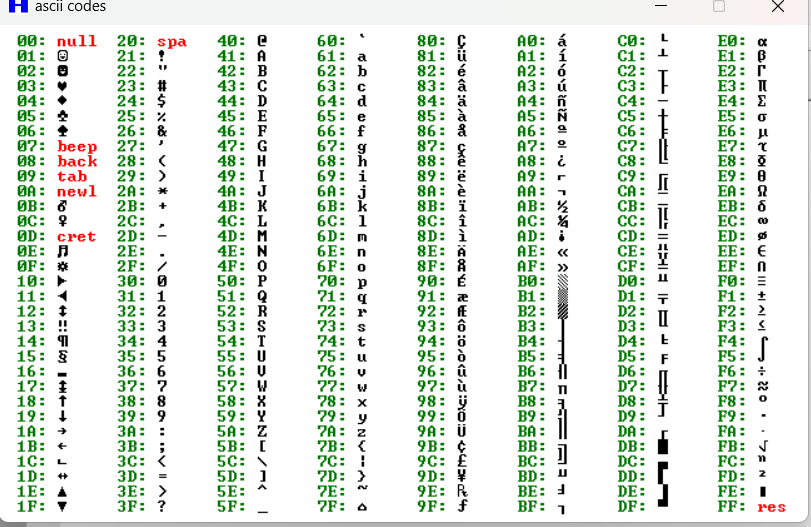 ascii codes
00: null 20: spa 40: @ 60: ` 80: Ç A0: á C0: └ E0: α
01: ☺ 21: ! 41: A 61: a 81: ü A1: í C1: ┴ E1: β
02: ☻ 22: " 42: B 62: b 82: é A2: ó C2: ┬ E2: Γ
03: ♥ 23: # 43: C 63: c 83: â A3: ú C3: ├ E3: Π
04: ♦ 24: $ 44: D 64: d 84: ä A4: ñ C4: ─ E4: Σ
05: ♣ 25: % 45: E 65: e 85: à A5: Ñ C5: ┼ E5: σ
06: ♠ 26: & 46: F 66: f 86: å A6: ª C6: ╞ E6: µ
07: beep 27: ' 47: G 67: g 87: ç A7: º C7: ╟ E7: τ
08: back 28: ( 48: H 68: h 88: ê A8: ¿ C8: ╚ E8: Φ
09: tab 29: ) 49: I 69: i 89: ë A9: ⌐ C9: ╔ E9: θ
0A: newl 2A: * 4A: J 6A: j 8A: è AA: ¬ CA: ╩ EA: Ω
0B: ♂ 2B: + 4B: K 6B: k 8B: ï AB: ½ CB: ╦ EB: δ
0C: ♀ 2C: , 4C: L 6C: l 8C: î AC: ¼ CC: ╠ EC: ∞
0D: cret 2D: - 4D: M 6D: m 8D: ì AD: ¡ CD: ═ ED: ø
0E: ♫ 2E: . 4E: N 6E: n 8E: Ä AE: « CE: ╬ EE: ∈
0F: ☼ 2F: / 4F: O 6F: o 8F: Å AF: » CF: ╧ EF: ∩
10: ► 30: 0 50: P 70: p 90: É B0: ░ D0: ╨ F0: ≡
11: ◄ 31: 1 51: Q 71: q 91: æ B1: ▒ D1: ╤ F1: ±
12: ↕ 32: 2 52: R 72: r 92: Æ B2: ▓ D2: ╥ F2: ≥
13: ‼ 33: 3 53: S 73: s 93: ô B3: │ D3: ╙ F3: ≤
14: ¶ 34: 4 54: T 74: t 94: ö B4: ┤ D4: ╘ F4: ⌠
15: § 35: 5 55: U 75: u 95: ò B5: ╡ D5: ╒ F5: ⌡
16: ▬ 36: 6 56: V 76: v 96: û B6: ╢ D6: ╓ F6: ÷
17: ↨ 37: 7 57: W 77: w 97: ù B7: ╖ D7: ╫ F7: ≈
18: ↑ 38: 8 58: X 78: x 98: ÿ B8: ╕ D8: ╪ F8: °
19: ↓ 39: 9 59: Y 79: y 99: Ö B9: ╣ D9: ┘ F9: ∙
1A: → 3A: : 5A: Z 7A: z 9A: Ü BA: ║ DA: ┌ FA: ·
1B: ← 3B: ; 5B: [ 7B: { 9B: ¢ BB: ╗ DB: █ FB: √
1C: ∟ 3C: < 5C: \ 7C: ¦ 9C: £ BC: ╝ DC: ▄ FC: ⁿ
1D: ↔ 3D: = 5D: ] 7D: } 9D: ¥ BD: ╜ DD: ▌ FD: ²
1E: ▲ 3E: > 5E: ^ 7E: ~ 9E: ₧ BE: ╛ DE: ▐ FE: ■
1F: ▼ 3F: ? 5F: _ 7F: ⌂ 9F: ƒ BF: ┐ DF: ▀ FF: res